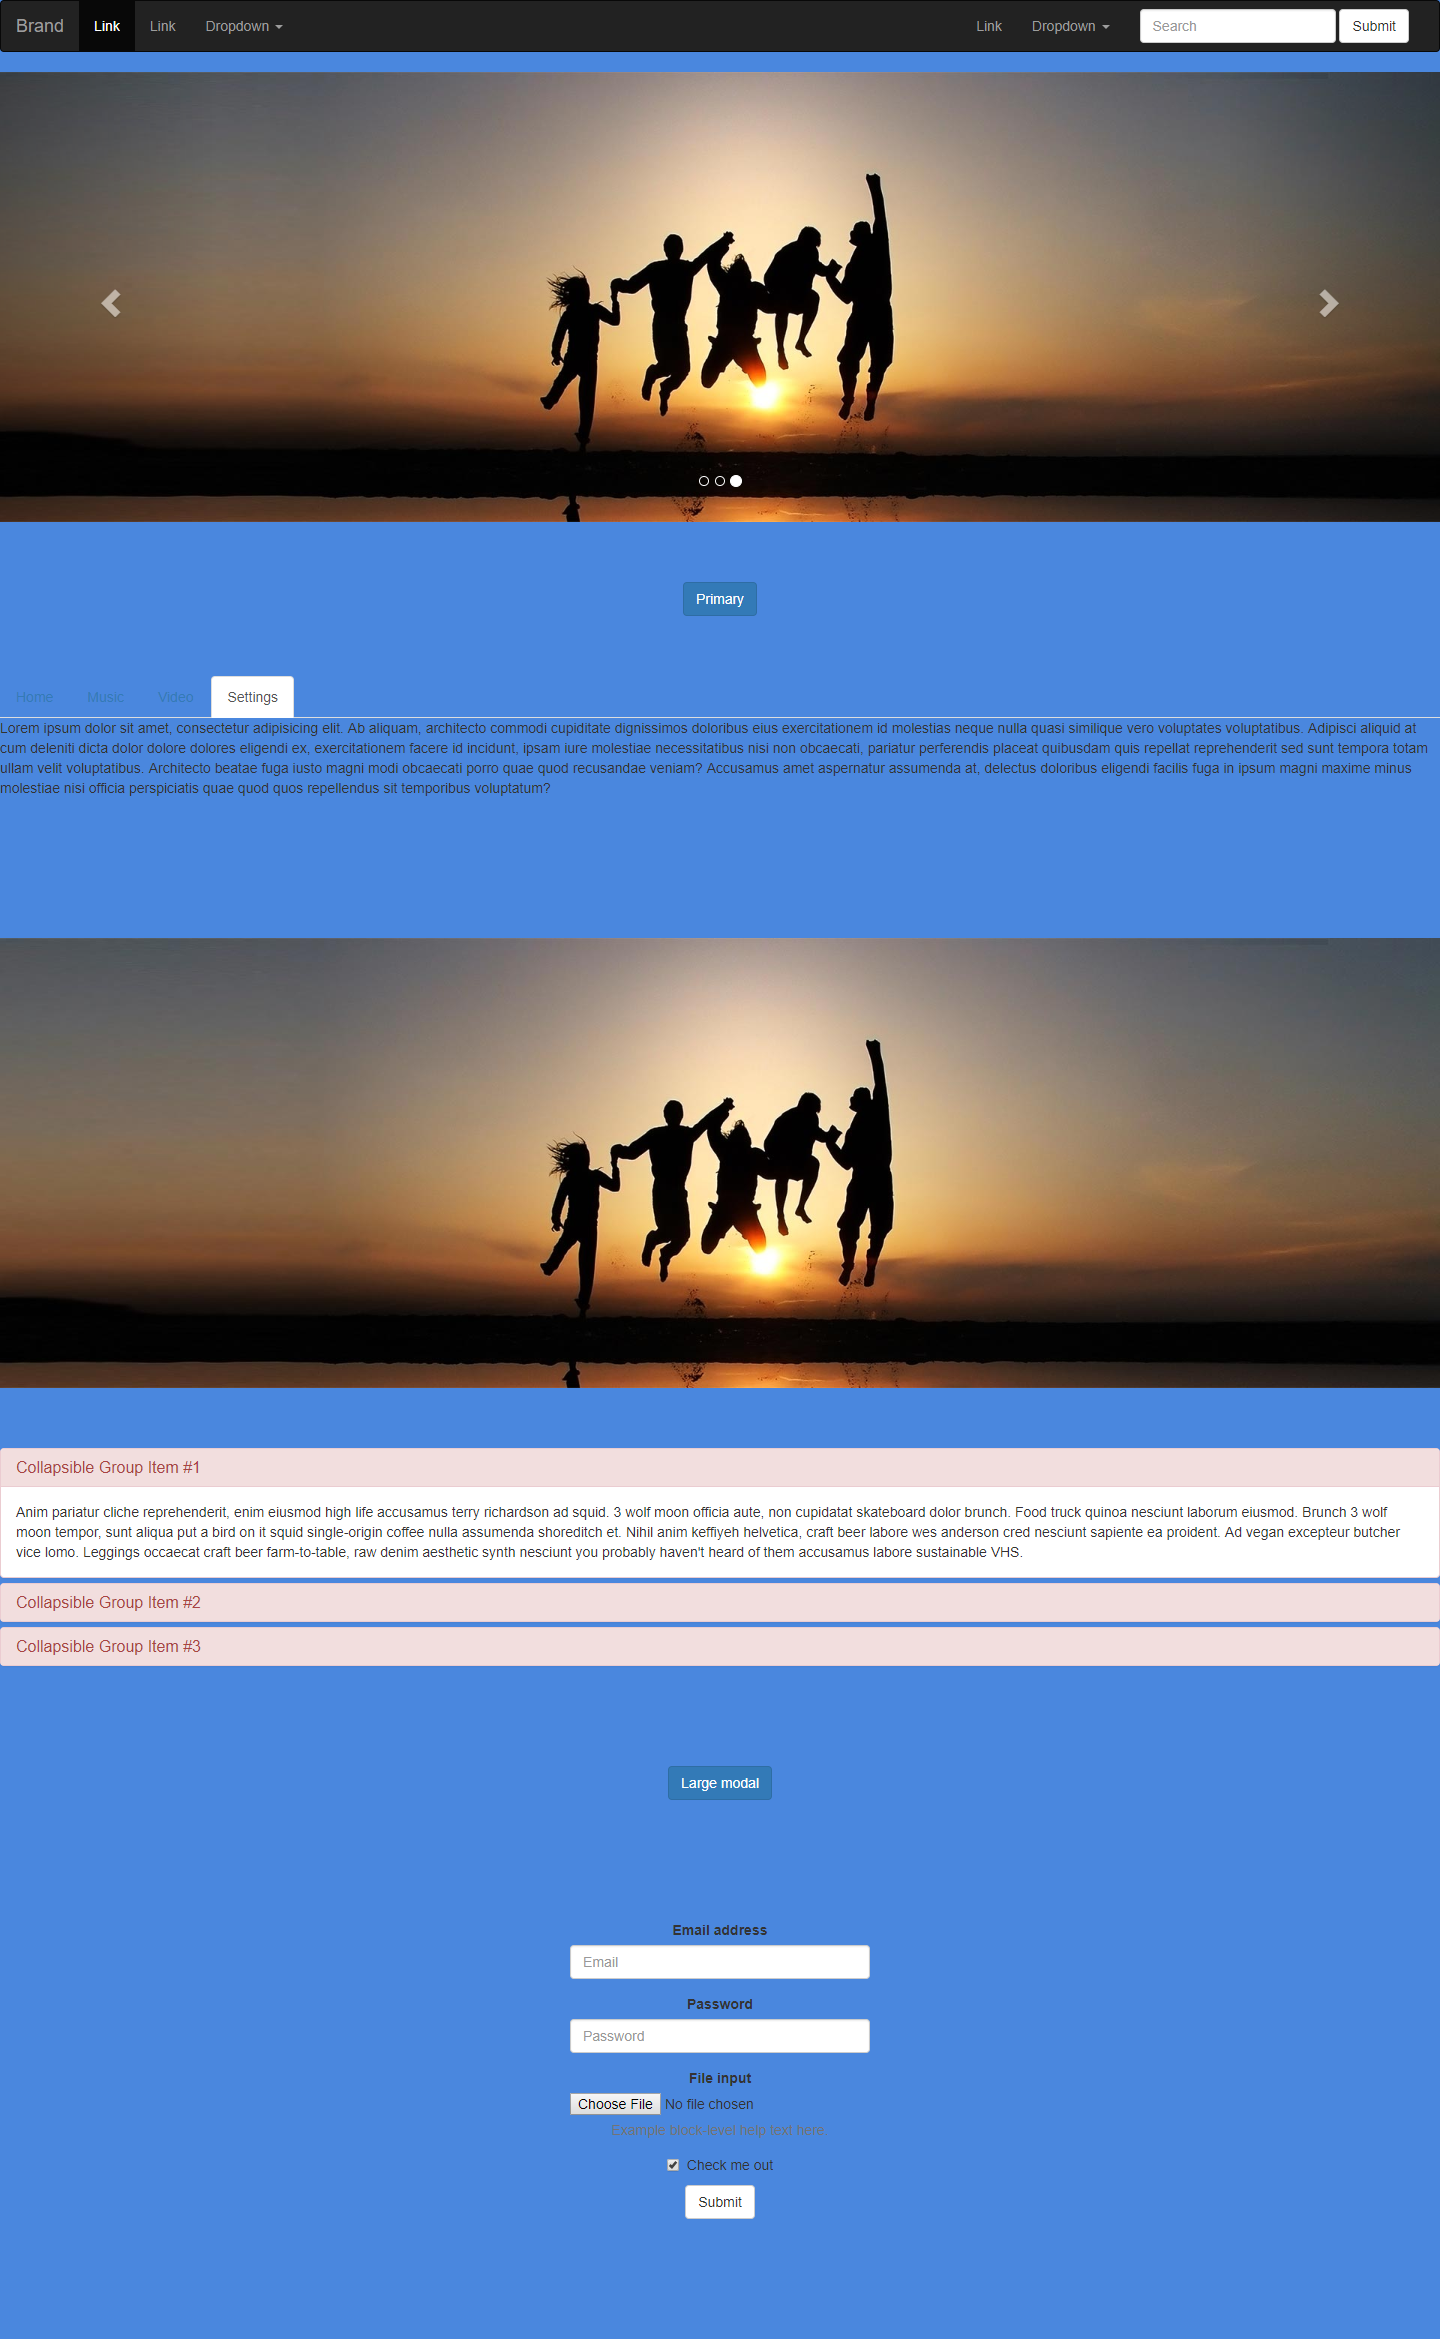 Brand Link Link Dropdown Link Dropdown Search Submit
Primary
Home Music Video Settings
Lorem ipsum dolor sit amet, consectetur adipisicing elit. Ab aliquam, architecto commodi cupiditate dignissimos doloribus eius exercitationem id molestias neque nulla quasi similique vero voluptates voluptatibus. Adipisci aliquid at
cum deleniti dicta dolor dolore dolores eligendi ex, exercitationem facere id incidunt, ipsam iure molestiae necessitatibus nisi non obcaecati, pariatur perferendis placeat quibusdam quis repellat reprehenderit sed sunt tempora totam
ullam velit voluptatibus. Architecto beatae fuga iusto magni modi obcaecati porro quae quod recusandae veniam? Accusamus amet aspernatur assumenda at, delectus doloribus eligendi facilis fuga in ipsum magni maxime minus
molestiae nisi officia perspiciatis quae quod quos repellendus sit temporibus voluptatum?
Collapsible Group Item #1
Anim pariatur cliche reprehenderit, enim eiusmod high life accusamus terry richardson ad squid. 3 wolf moon officia aute, non cupidatat skateboard dolor brunch. Food truck quinoa nesciunt laborum eiusmod. Brunch 3 wolf
moon tempor, sunt aliqua put a bird on it squid single-origin coffee nulla assumenda shoreditch et. Nihil anim keffiyeh helvetica, craft beer labore wes anderson cred nesciunt sapiente ea proident. Ad vegan excepteur butcher
vice lomo. Leggings occaecat craft beer farm-to-table, raw denim aesthetic synth nesciunt you probably haven't heard of them accusamus labore sustainable VHS.
Collapsible Group Item #2
Collapsible Group Item #3
Large modal
Email address
Email
Password
Password
File input
Choose File No file chosen
Example block-level help text here.
Check me out
Submit